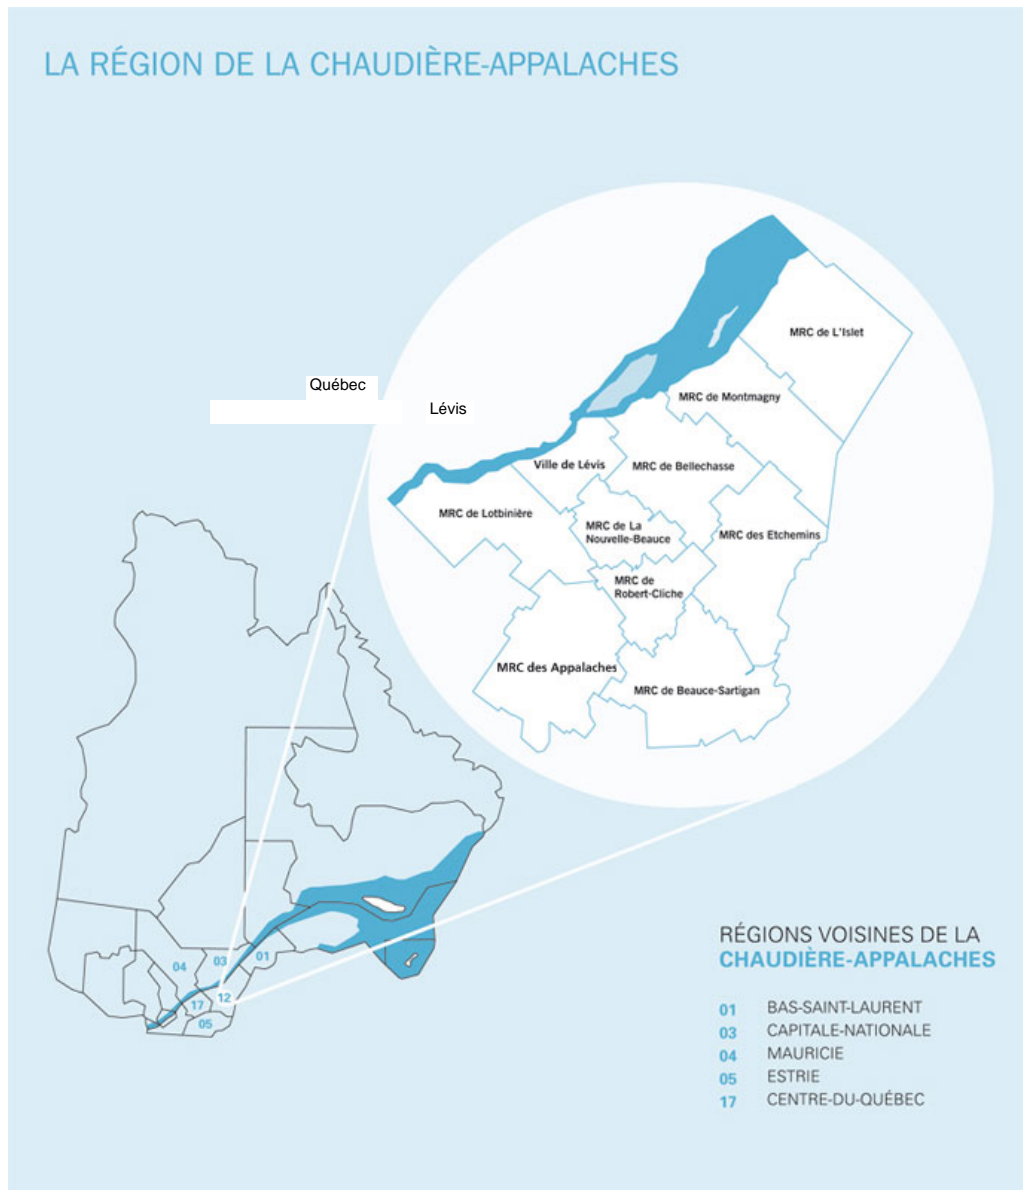 LA RÉGION DE LA CHAUDIÈRE-APPALACHES
MRC de L'Islet
Québec
MRC de Montmagny
Lévis
Ville de Lévis
MRC de Bellechasse
MRC de Lotbinière
MRC de La
Nouvelle-Beauce
MRC des Etchemins
MRC de
Robert-Cliche
MRC des Appalaches
MRC de Beauce-Sartigan
04
03
01
12
17
05
RÉGIONS VOISINES DE LA
CHAUDIÈRE-APPALACHES
01 BAS-SAINT-LAURENT
03 CAPITALE-NATIONALE
04 MAURICIE
05 ESTRIE
17 CENTRE-DU-QUÉBEC